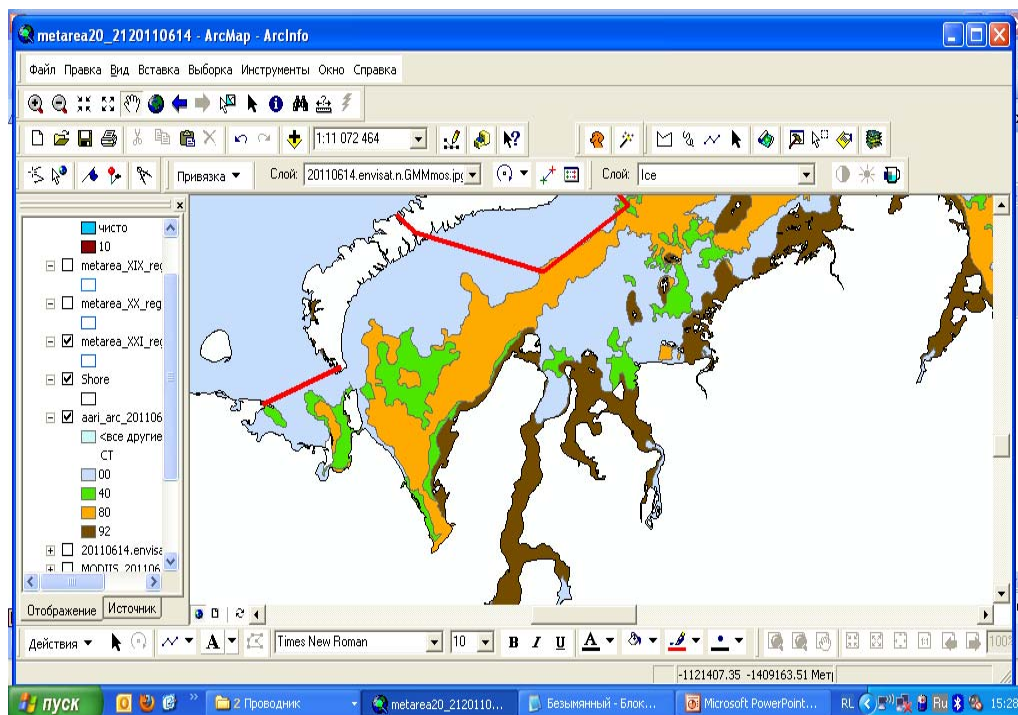 metarea20_2120110614 - ArcMap - ArcInfo
Файл Правка Вид Вставка Выборка Инструменты Окно Справка
1:11 072 464
Привязка Слой: 20110614.envisat.n.GMMmos.jpg Слой: Ice
чисто
10
metarea_XIX_reg
metarea_XX_reg
metarea_XXI_reg
Shore
aari_arc_201106
<все другие
CT
00
40
80
92
20110614.envisa
MODIIS_201106
Отображение Источник
Действия A Times New Roman 10 B I U A 100%
-1121407.35 -1409163.51 Мет
пуск 2 Проводник metarea20_2120110... Безымянный - Блок... Microsoft PowerPoint... RL Ru 15:28